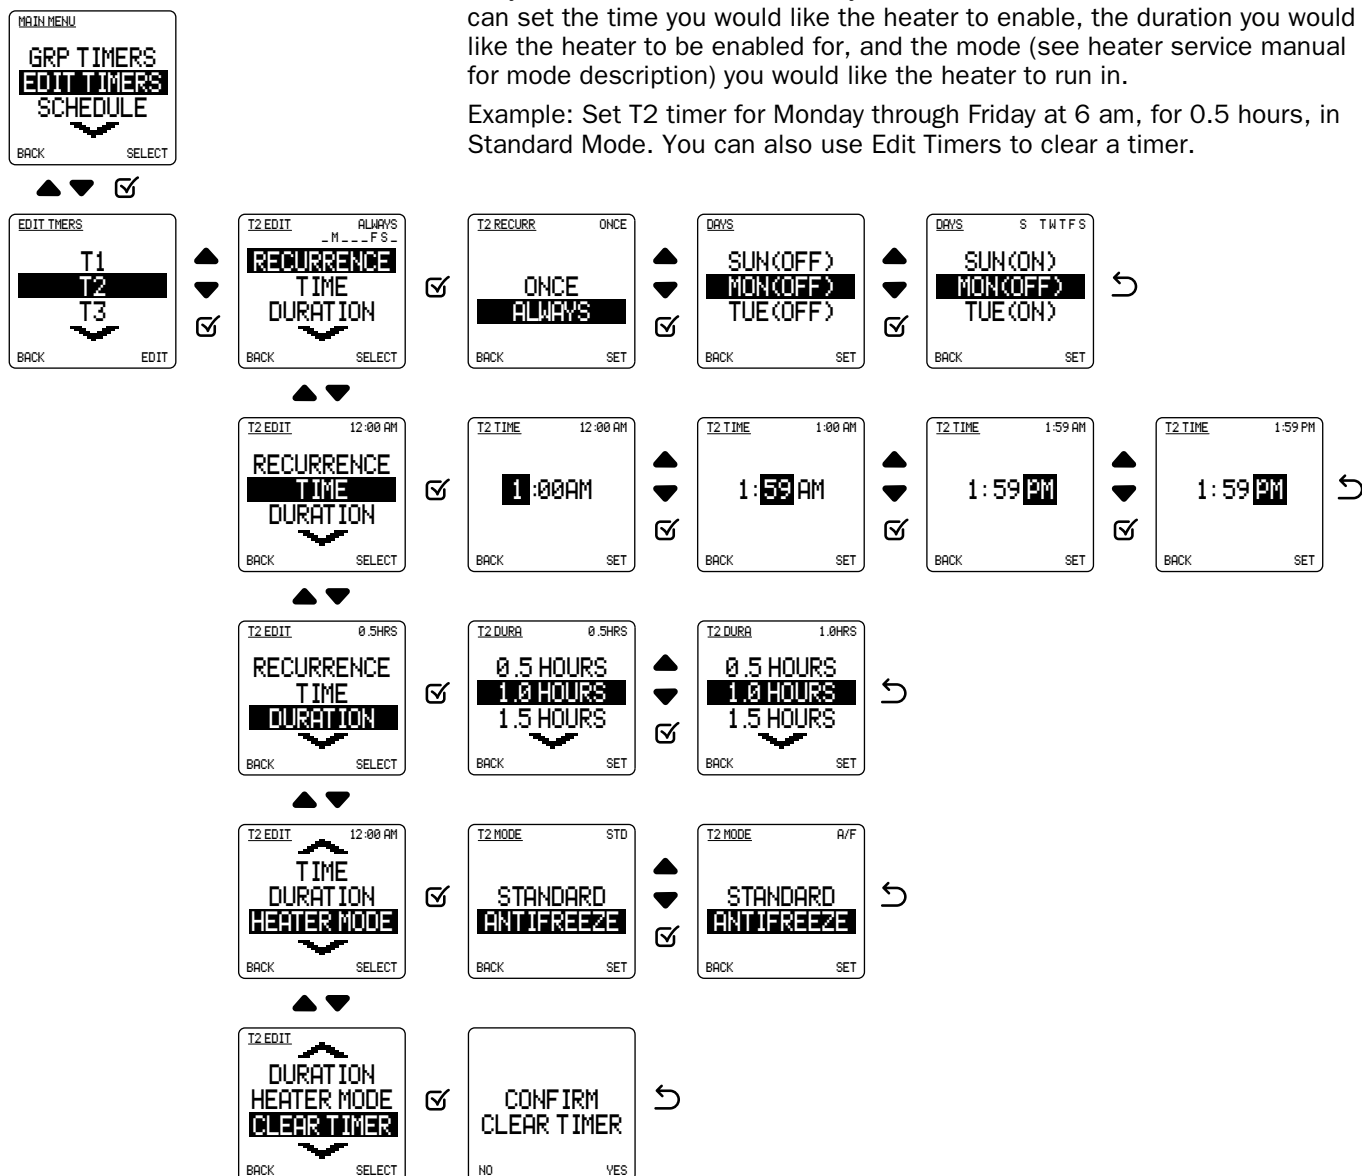 can set the time you would like the heater to enable, the duration you would
like the heater to be enabled for, and the mode (see heater service manual
for mode description) you would like the heater to run in.
Example: Set T2 timer for Monday through Friday at 6 am, for 0.5 hours, in
Standard Mode. You can also use Edit Timers to clear a timer.
MAIN MENU
GRP TIMERS
EDIT TIMERS
SCHEDULE
BACK SELECT
EDIT TMERS
T1
T2
T3
BACK EDIT
T2 EDIT ALWAYS
_M___FS_
RECURRENCE
TIME
DURATION
BACK SELECT
T2 RECURR ONCE
ONCE
ALWAYS
BACK SET
DAYS
SUN(OFF)
MON(OFF)
TUE(OFF)
BACK SET
DAYS S TWTFS
SUN(ON)
MON(OFF)
TUE(ON)
BACK SET
T2 EDIT 12:00 AM
RECURRENCE
TIME
DURATION
BACK SELECT
T2 TIME 12:00 AM
1:00AM
BACK SET
T2 TIME 1:00 AM
1:59 AM
BACK SET
T2 TIME 1:59 AM
1:59 PM
BACK SET
T2 TIME 1:59 PM
1:59 PM
BACK SET
T2 EDIT 0.5HRS
RECURRENCE
TIME
DURATION
BACK SELECT
T2 DURA 0.5HRS
0.5 HOURS
1.0 HOURS
1.5 HOURS
BACK SET
T2 DURA 1.0HRS
0.5 HOURS
1.0 HOURS
1.5 HOURS
BACK SET
T2 EDIT 12:00 AM
TIME
DURATION
HEATER MODE
BACK SELECT
T2 MODE STD
STANDARD
ANTIFREEZE
BACK SET
T2 MODE A/F
STANDARD
ANTIFREEZE
BACK SET
T2 EDIT
DURATION
HEATER MODE
CLEAR TIMER
BACK SELECT
CONFIRM
CLEAR TIMER
NO YES